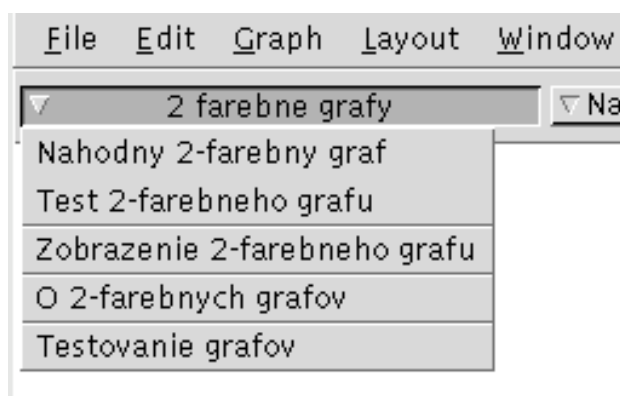 File Edit Graph Layout Window
2 farebne grafy Na
Nahodny 2-farebny graf
Test 2-farebneho grafu
Zobrazenie 2-farebneho grafu
O 2-farebnych grafov
Testovanie grafov